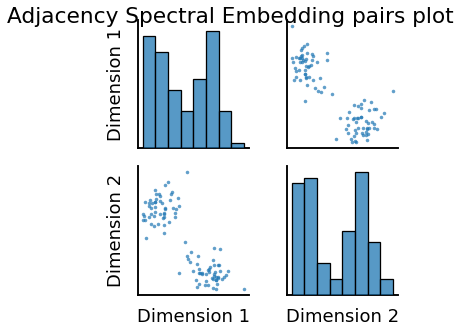 Adjacency Spectral Embedding pairs plot
Dimension 1
Dimension 2
Dimension 1
Dimension 2